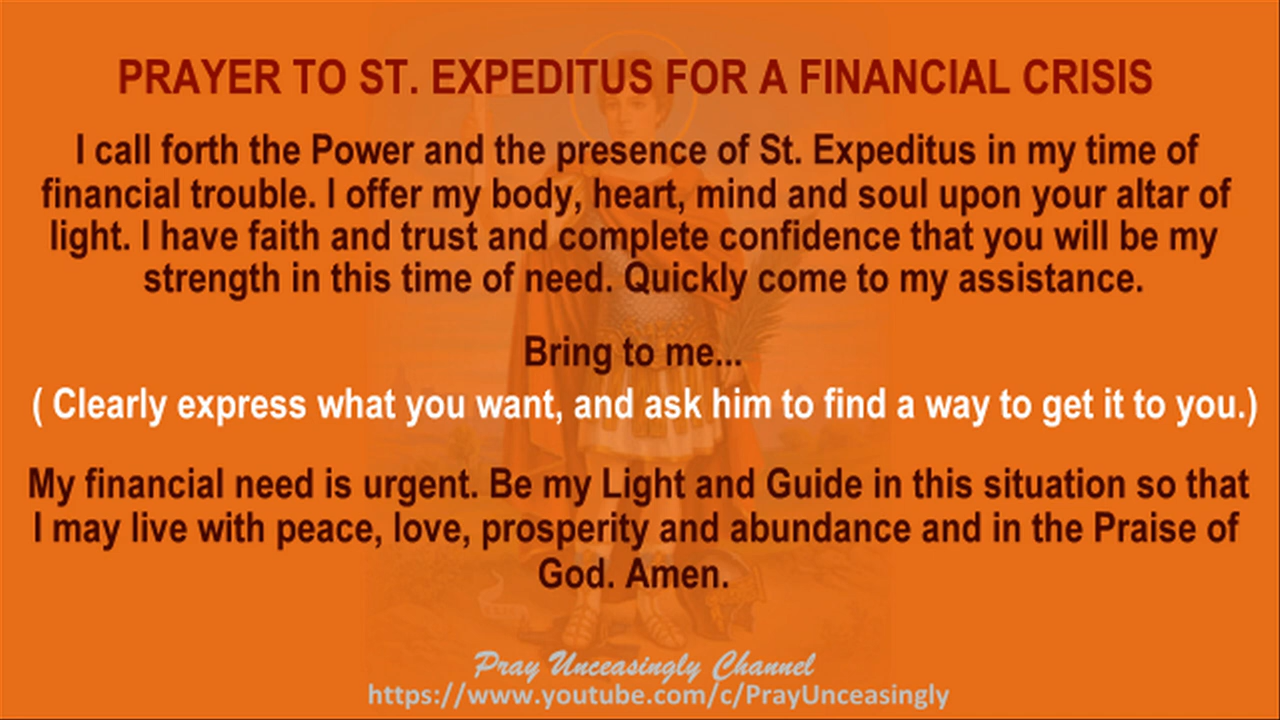 PRAYER TO ST. EXPEDITUS FOR A FINANCIAL CRISIS
I call forth the Power and the presence of St. Expeditus in my time of
financial trouble. I offer my body, heart, mind and soul upon your altar of
light. I have faith and trust and complete confidence that you will be my
strength in this time of need. Quickly come to my assistance.
Bring to me...
( Clearly express what you want, and ask him to find a way to get it to you.)
My financial need is urgent. Be my Light and Guide in this situation so that
I may live with peace, love, prosperity and abundance and in the Praise of
God. Amen.
Pray Unceasingly Channel
https://www.youtube.com/c/PrayUnceasingly